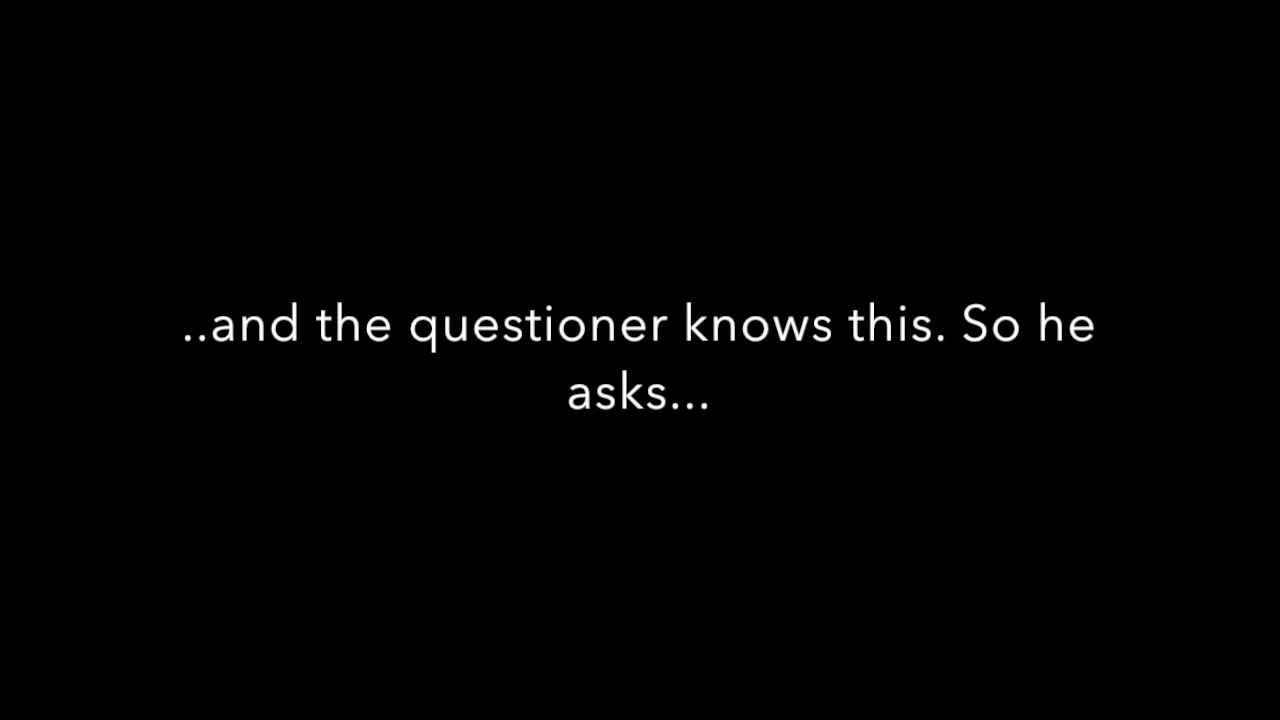 ..and the questioner knows this. So he
asks...